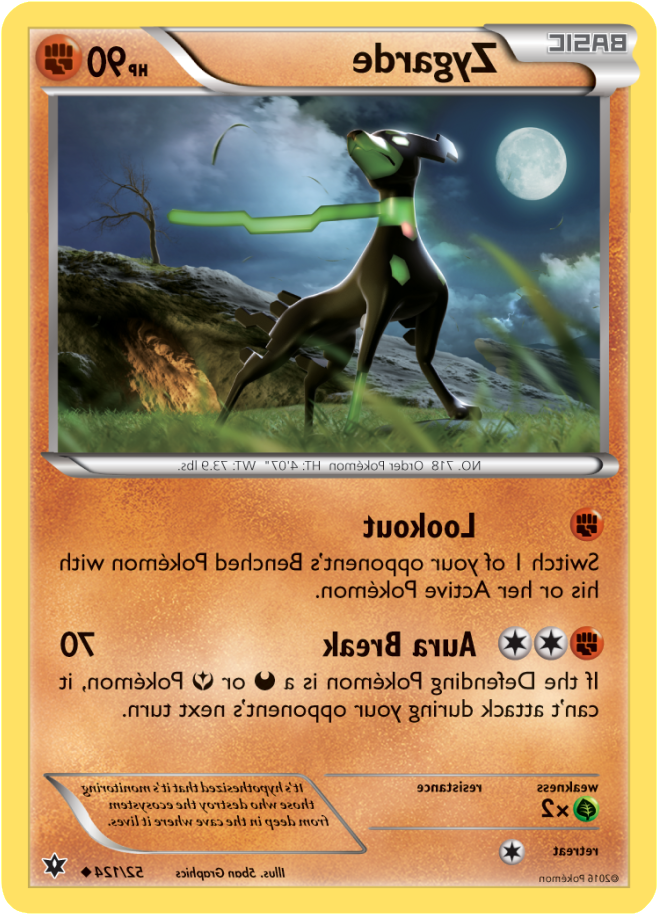 BASIC
Zygarde
HP 90
NO. 718 Order Pokémon HT: 4'07" WT: 73.9 lbs.
Lookout
Switch 1 of your opponent's Benched Pokémon with
his or her Active Pokémon.
Aura Break 70
If the Defending Pokémon is a or Pokémon, it
can't attack during your opponent's next turn.
weakness
×2
resistance
retreat
It's hypothesized that it's monitoring
those who destroy the ecosystem
from deep in the cave where it lives.
©2016 Pokémon
Illus. 5ban Graphics
52/124